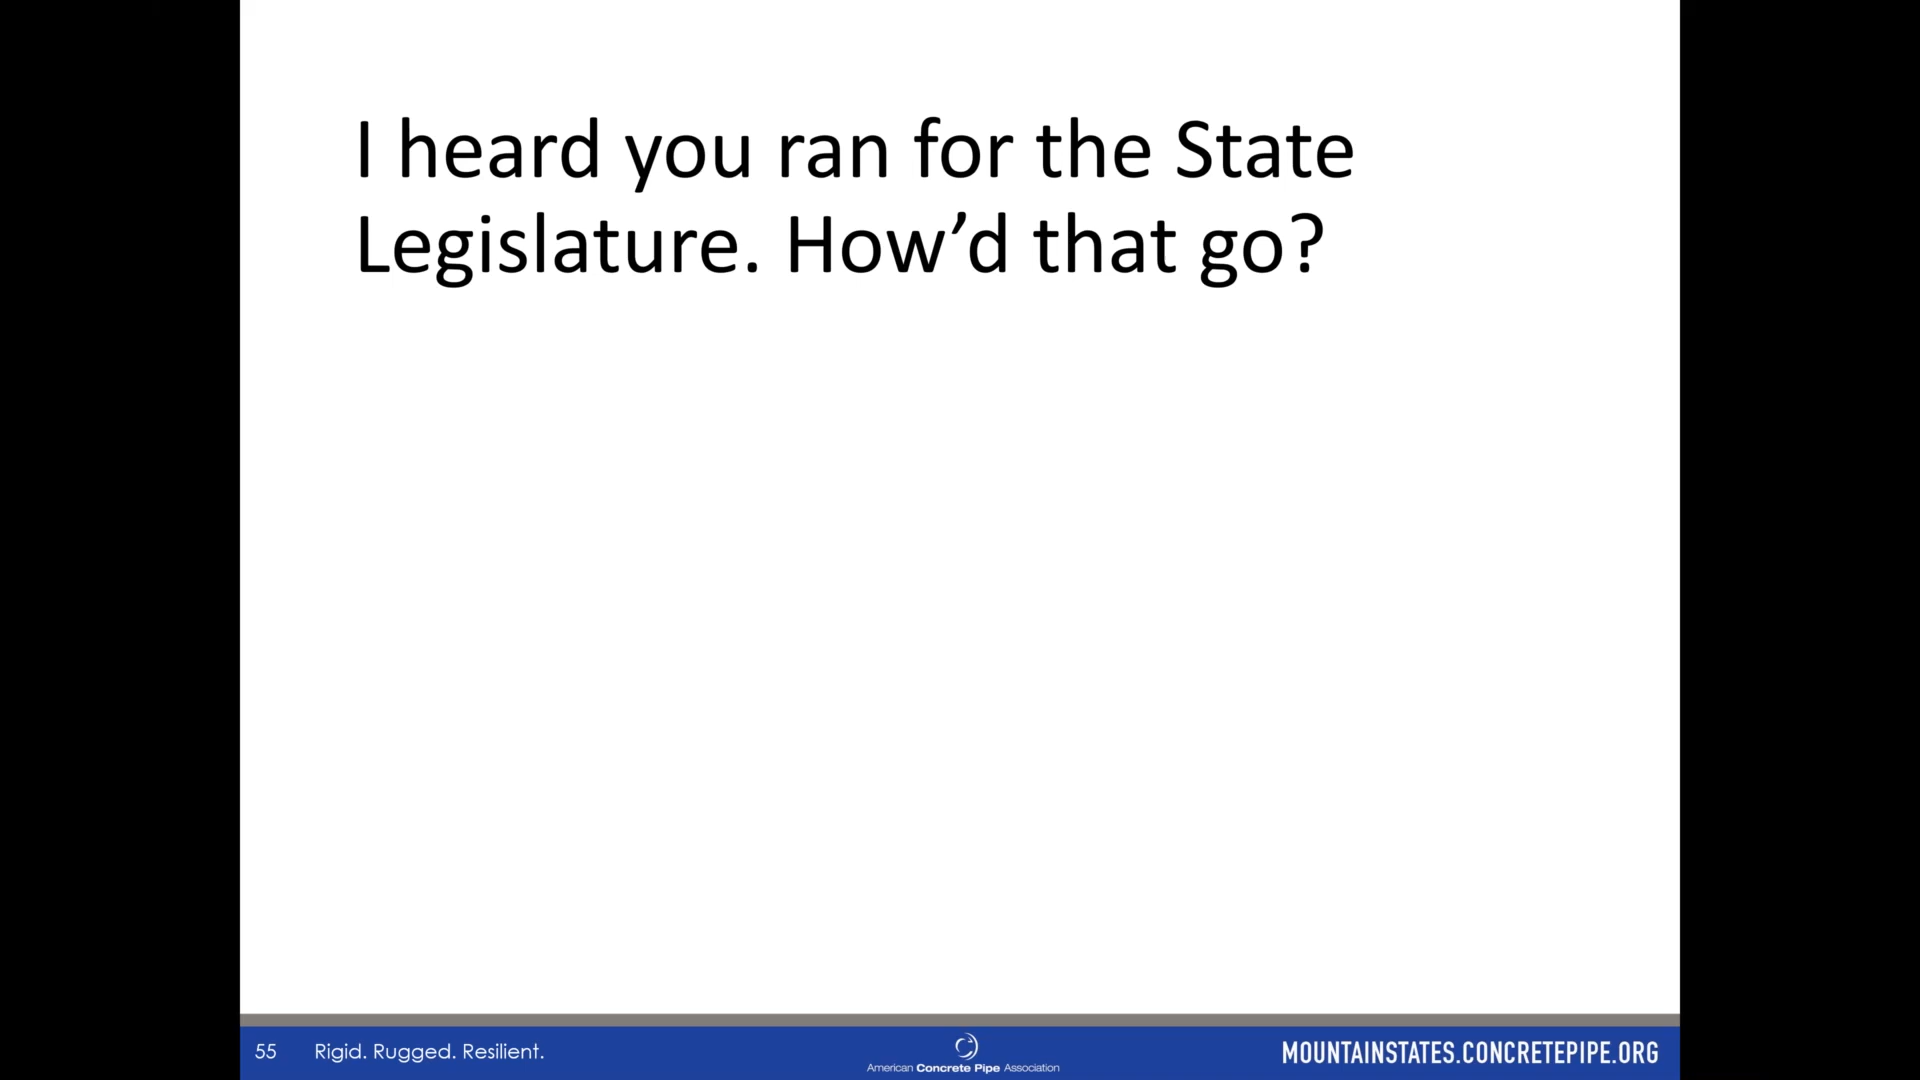 I heard you ran for the State
Legislature. How’d that go?
55 Rigid. Rugged. Resilient.
American Concrete Pipe Association
MOUNTAINSTATES.CONCRETEPIPE.ORG